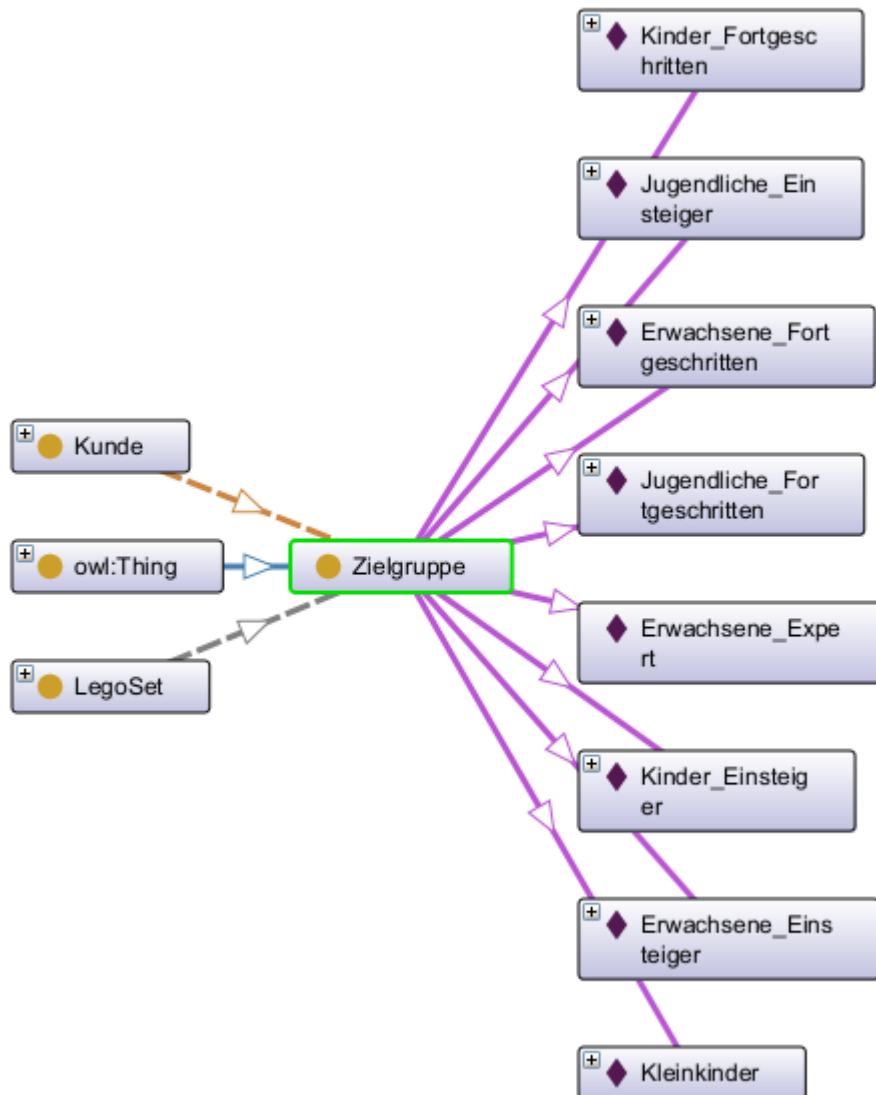 Kinder_Fortgesc
hritten
Jugendliche_Ein
steiger
Erwachsene_Fort
geschritten
Kunde
Jugendliche_For
tgeschritten
owl:Thing
Zielgruppe
Erwachsene_Expe
rt
LegoSet
Kinder_Einsteig
er
Erwachsene_Eins
teiger
Kleinkinder